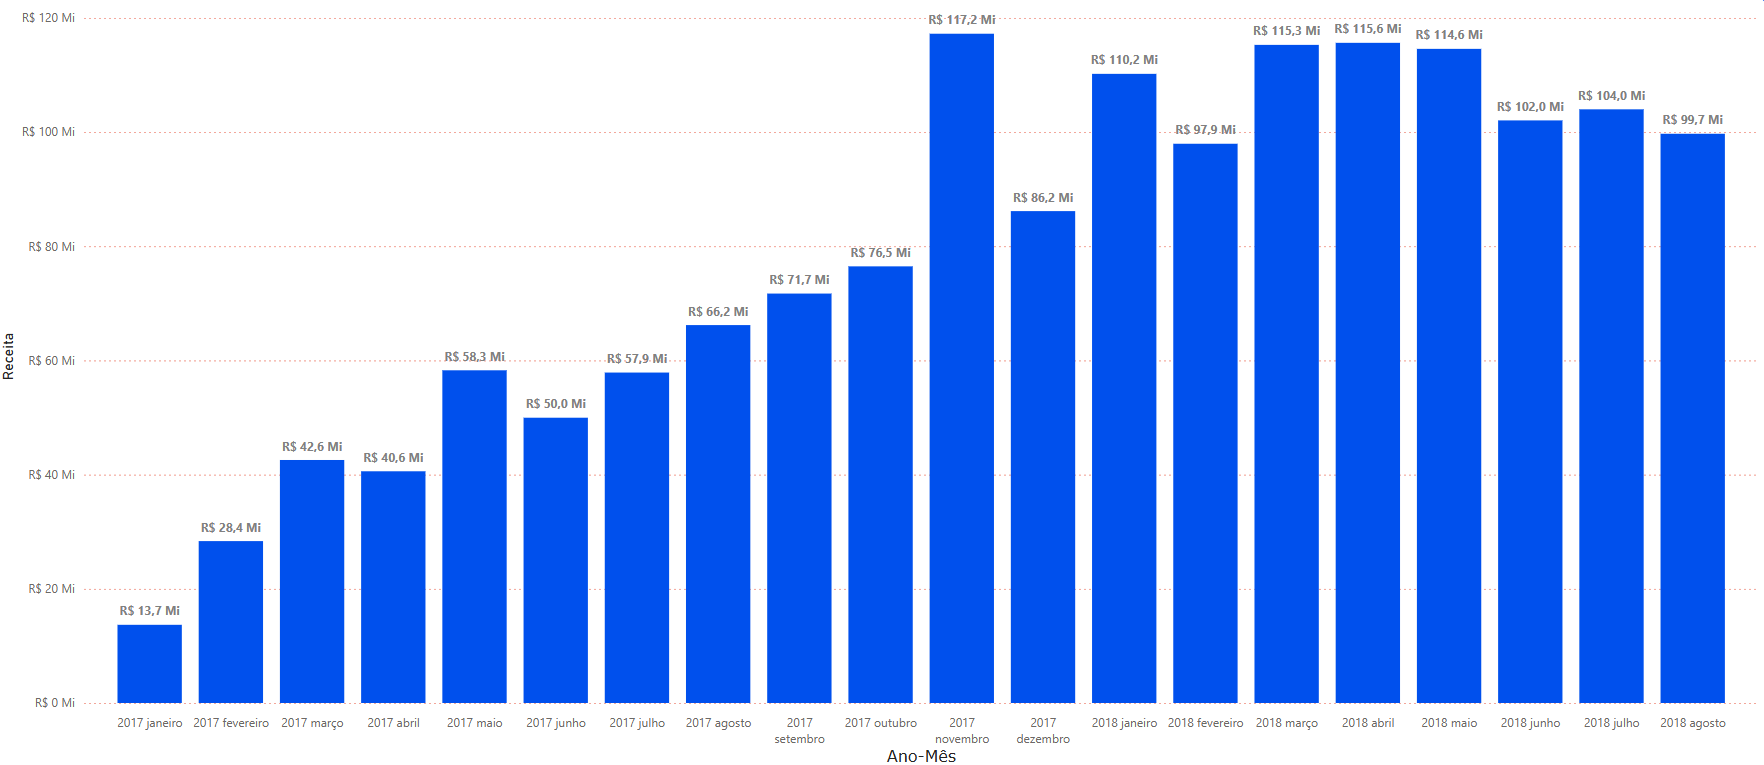 R$ 120 Mi
R$ 100 Mi
R$ 80 Mi
R$ 60 Mi
R$ 40 Mi
R$ 20 Mi
R$ 0 Mi
Receita
R$ 13,7 Mi
R$ 28,4 Mi
R$ 42,6 Mi
R$ 40,6 Mi
R$ 58,3 Mi
R$ 50,0 Mi
R$ 57,9 Mi
R$ 66,2 Mi
R$ 71,7 Mi
R$ 76,5 Mi
R$ 117,2 Mi
R$ 86,2 Mi
R$ 110,2 Mi
R$ 97,9 Mi
R$ 115,3 Mi
R$ 115,6 Mi
R$ 114,6 Mi
R$ 102,0 Mi
R$ 104,0 Mi
R$ 99,7 Mi
2017 janeiro
2017 fevereiro
2017 março
2017 abril
2017 maio
2017 junho
2017 julho
2017 agosto
2017
setembro
2017 outubro
2017
novembro
2017
dezembro
2018 janeiro
2018 fevereiro
2018 março
2018 abril
2018 maio
2018 junho
2018 julho
2018 agosto
Ano-Mês